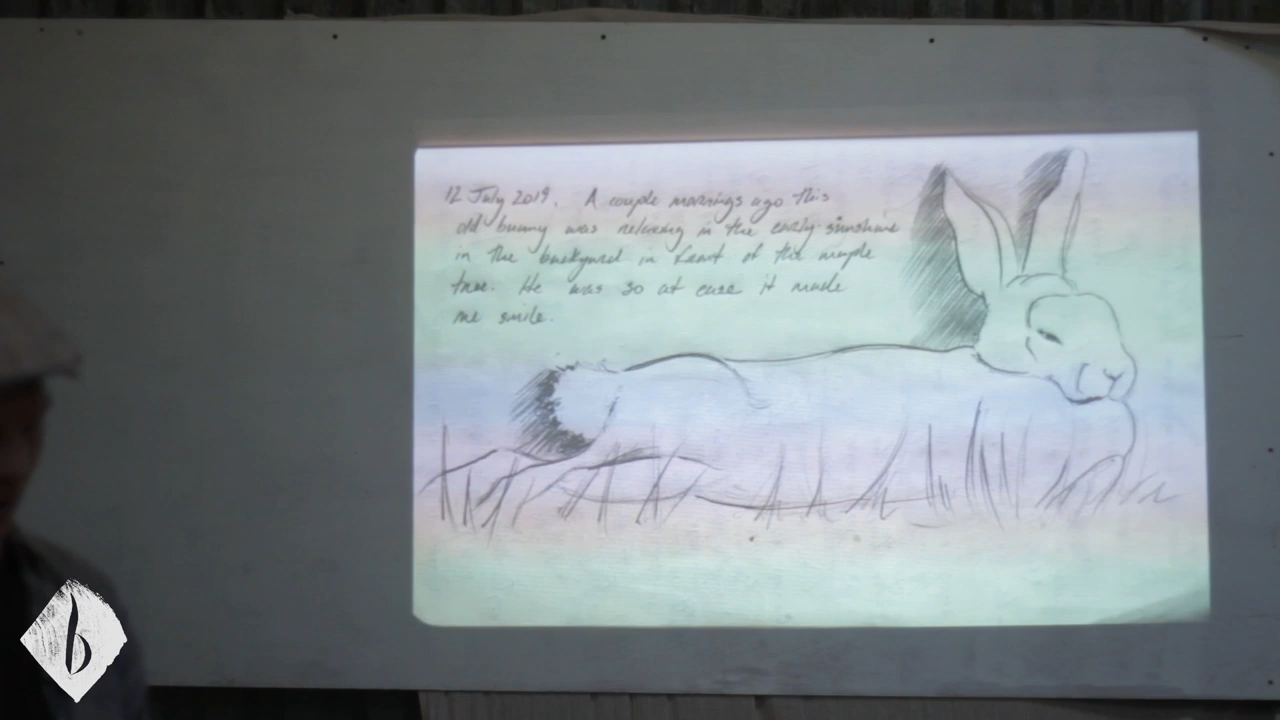 12 July 2019. A couple mornings ago this
old bunny was relaxing in the early sunshine
in the backyard in front of the maple
tree. He was so at ease it made
me smile.
b